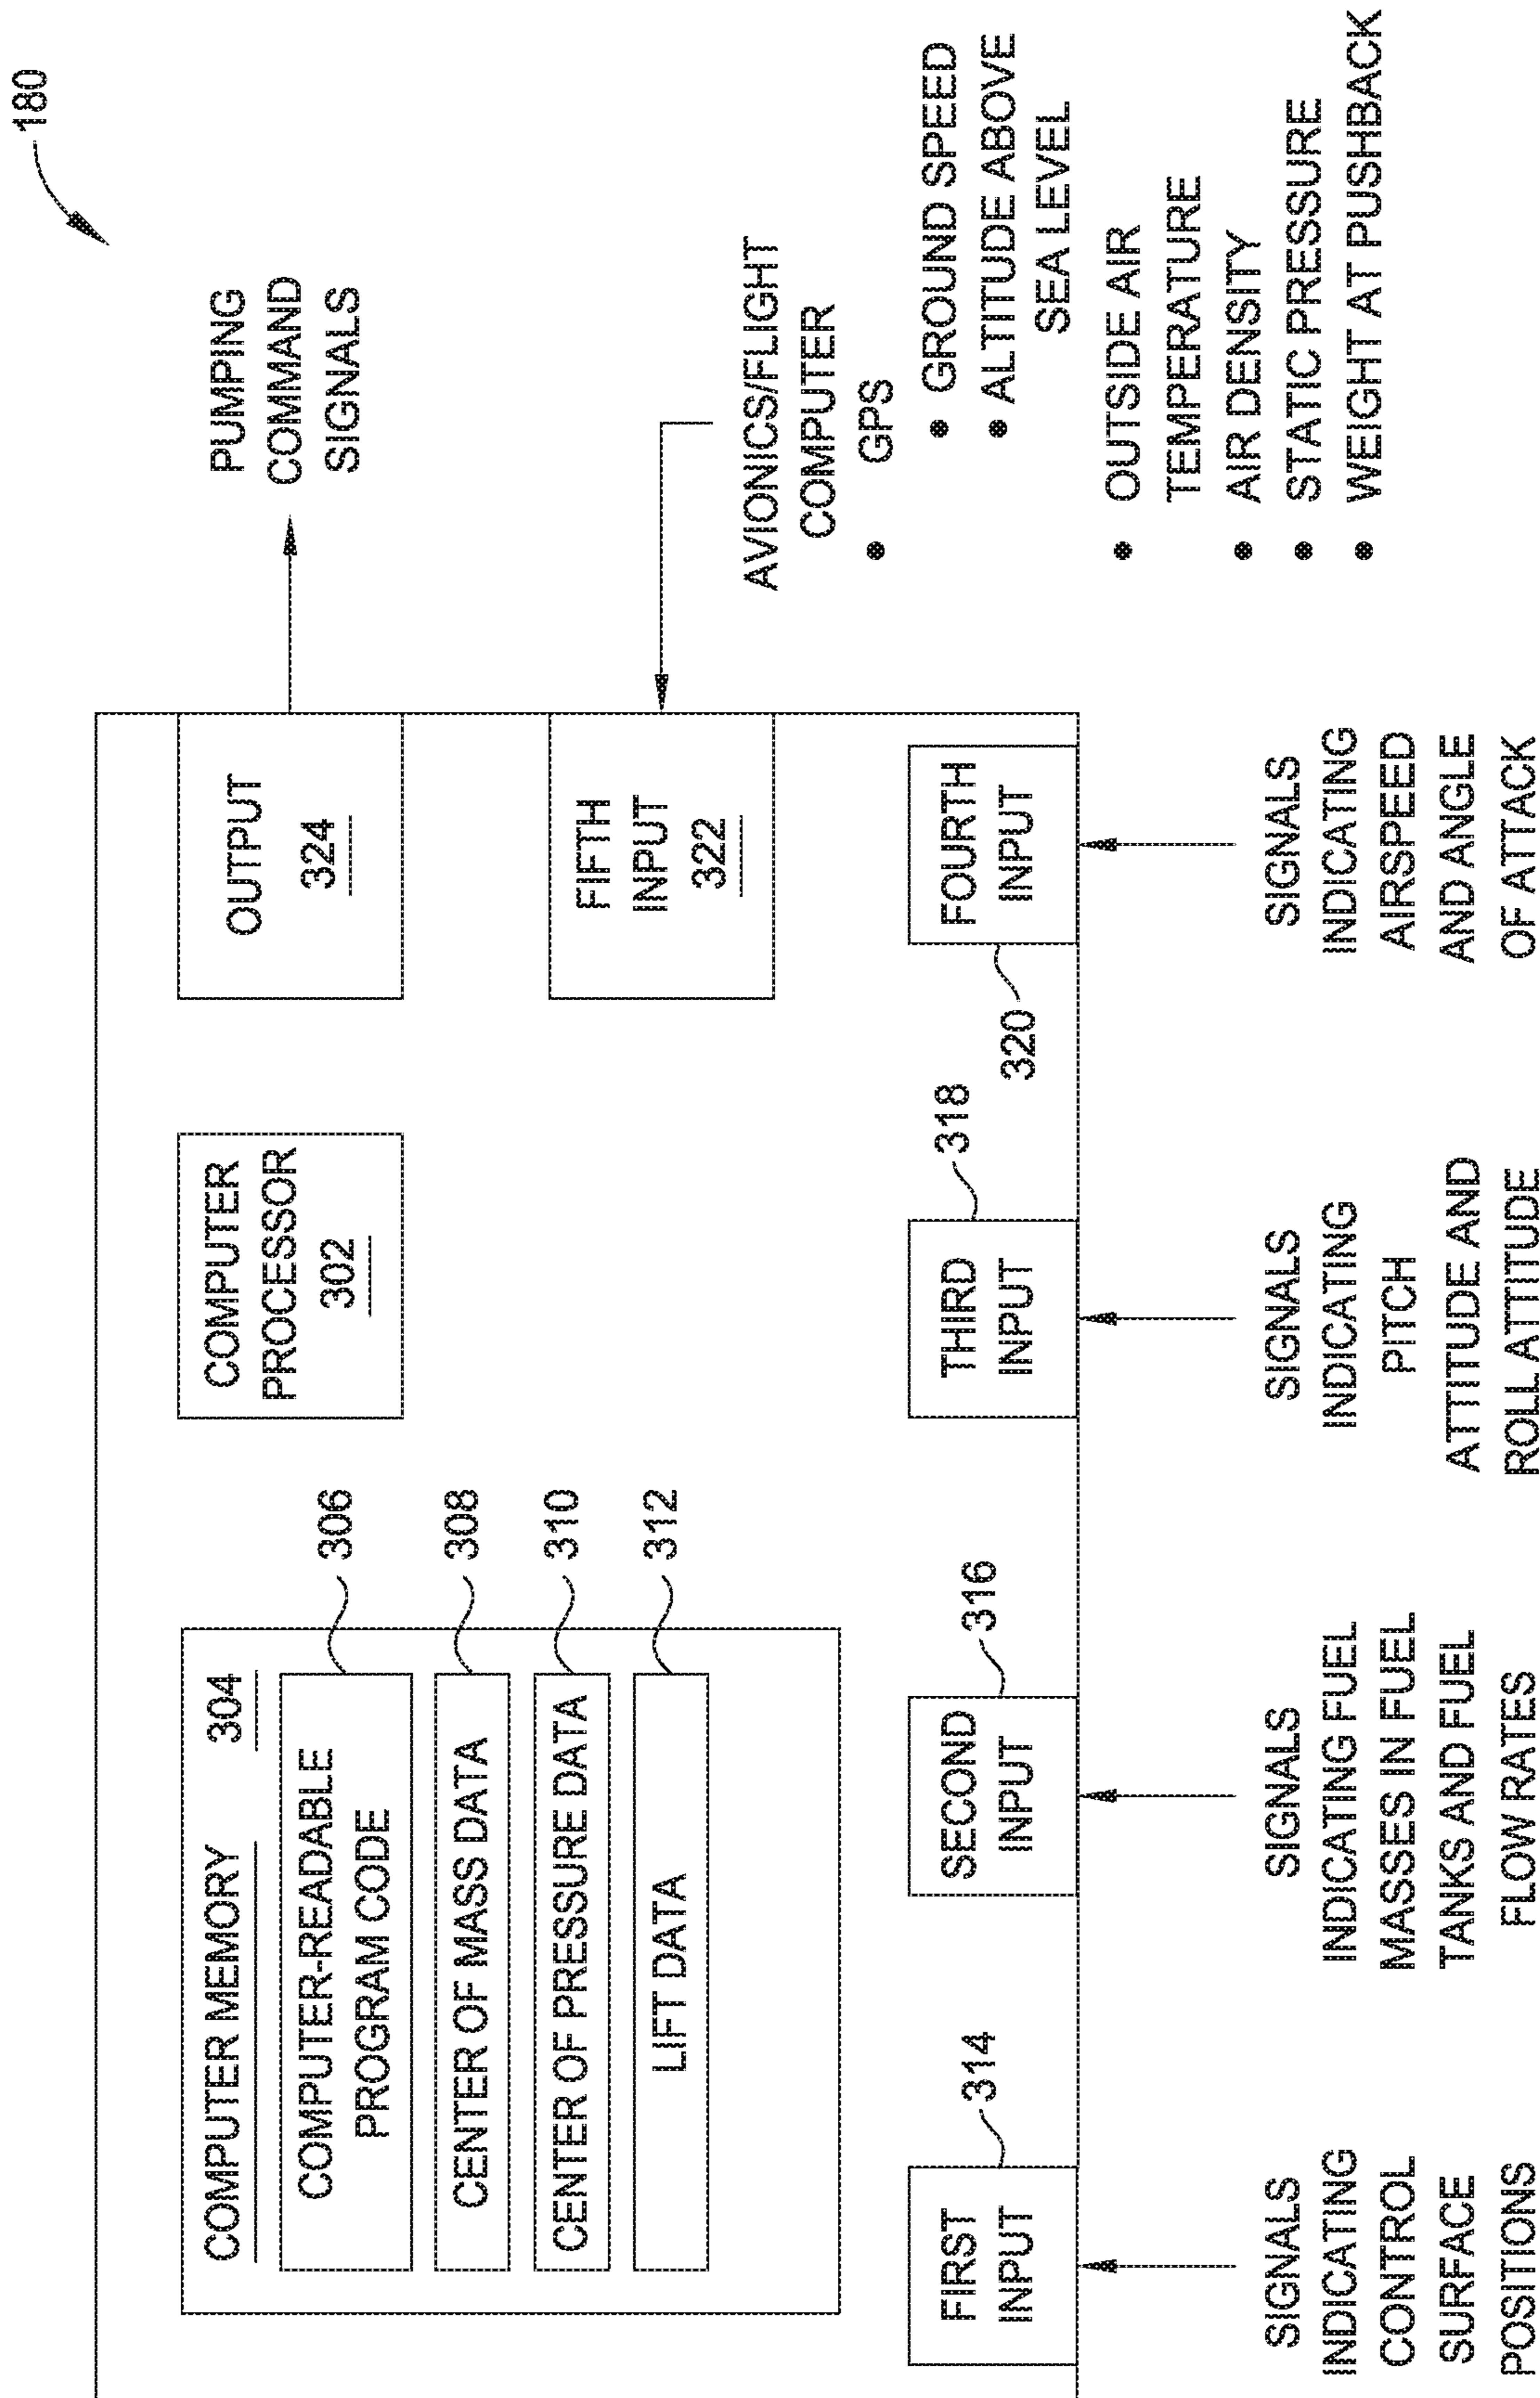 180
COMPUTER MEMORY 304
COMPUTER-READABLE
PROGRAM CODE
306
CENTER OF MASS DATA
308
CENTER OF PRESSURE DATA
310
LIFT DATA
312
COMPUTER
PROCESSOR
302
OUTPUT
324
PUMPING
COMMAND
SIGNALS
FIFTH
INPUT
322
AVIONICS/FLIGHT
COMPUTER
• GPS
• GROUND SPEED
• ALTITUDE ABOVE
SEA LEVEL
• OUTSIDE AIR
TEMPERATURE
• AIR DENSITY
• STATIC PRESSURE
• WEIGHT AT PUSHBACK
FIRST
INPUT
314
SIGNALS
INDICATING
CONTROL
SURFACE
POSITIONS
SECOND
INPUT
316
SIGNALS
INDICATING FUEL
MASSES IN FUEL
TANKS AND FUEL
FLOW RATES
THIRD
INPUT
318
SIGNALS
INDICATING
PITCH
ATTITUDE AND
ROLL ATTITUDE
FOURTH
INPUT
320
SIGNALS
INDICATING
AIRSPEED
AND ANGLE
OF ATTACK